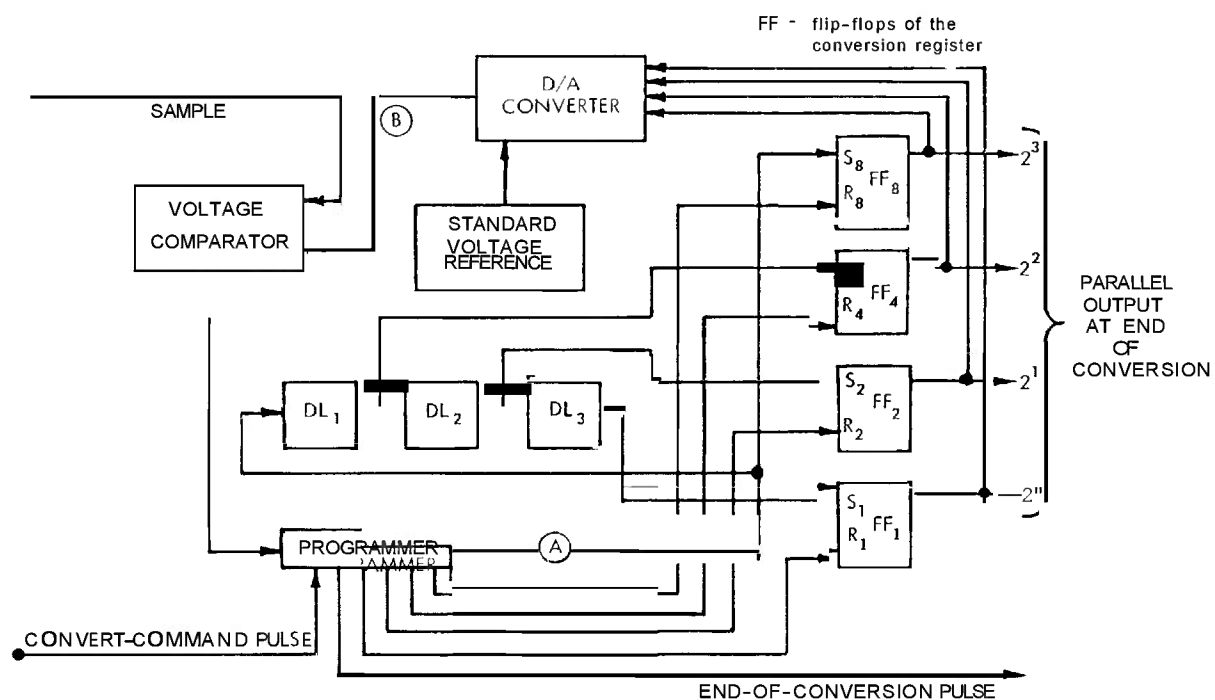 FF - flip-flops of the
conversion register
D/A
CONVERTER
SAMPLE
B
S8 FF8
R8
2³
VOLTAGE
COMPARATOR
STANDARD
VOLTAGE
REFERENCE
FF4
R4
2²
PARALLEL
OUTPUT
AT END
OF
CONVERSION
DL1
DL2
DL3
S2 FF2
R2
2¹
S1 FF1
R1
2"
PROGRAMMER
A
CONVERT-COMMAND PULSE
END-OF-CONVERSION PULSE